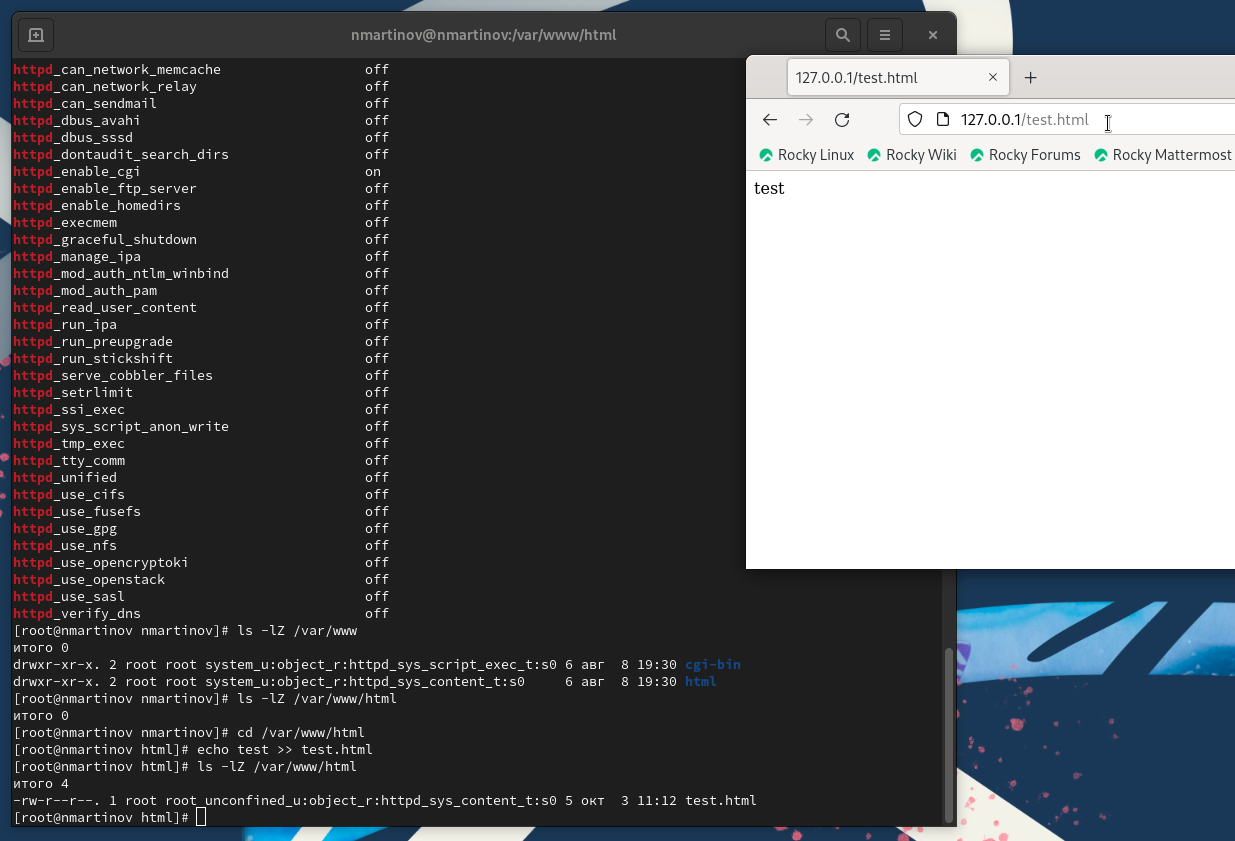 nmartinov@nmartinov:/var/www/html
httpd_can_network_memcache off
httpd_can_network_relay off
httpd_can_sendmail off
httpd_dbus_avahi off
httpd_dbus_sssd off
httpd_dontaudit_search_dirs off
httpd_enable_cgi on
httpd_enable_ftp_server off
httpd_enable_homedirs off
httpd_execmem off
httpd_graceful_shutdown off
httpd_manage_ipa off
httpd_mod_auth_ntlm_winbind off
httpd_mod_auth_pam off
httpd_read_user_content off
httpd_run_ipa off
httpd_run_preupgrade off
httpd_run_stickshift off
httpd_serve_cobbler_files off
httpd_setrlimit off
httpd_ssi_exec off
httpd_sys_script_anon_write off
httpd_tmp_exec off
httpd_tty_comm off
httpd_unified off
httpd_use_cifs off
httpd_use_fusefs off
httpd_use_gpg off
httpd_use_nfs off
httpd_use_opencryptoki off
httpd_use_openstack off
httpd_use_sasl off
httpd_verify_dns off
[root@nmartinov nmartinov]# ls -lZ /var/www
итого 0
drwxr-xr-x. 2 root root system_u:object_r:httpd_sys_script_exec_t:s0 6 авг  8 19:30 cgi-bin
drwxr-xr-x. 2 root root system_u:object_r:httpd_sys_content_t:s0     6 авг  8 19:30 html
[root@nmartinov nmartinov]# ls -lZ /var/www/html
итого 0
[root@nmartinov nmartinov]# cd /var/www/html
[root@nmartinov html]# echo test >> test.html
[root@nmartinov html]# ls -lZ /var/www/html
итого 4
-rw-r--r--. 1 root root unconfined_u:object_r:httpd_sys_content_t:s0 5 окт  3 11:12 test.html
[root@nmartinov html]#
127.0.0.1/test.html
127.0.0.1/test.html
Rocky Linux Rocky Wiki Rocky Forums Rocky Mattermost
test